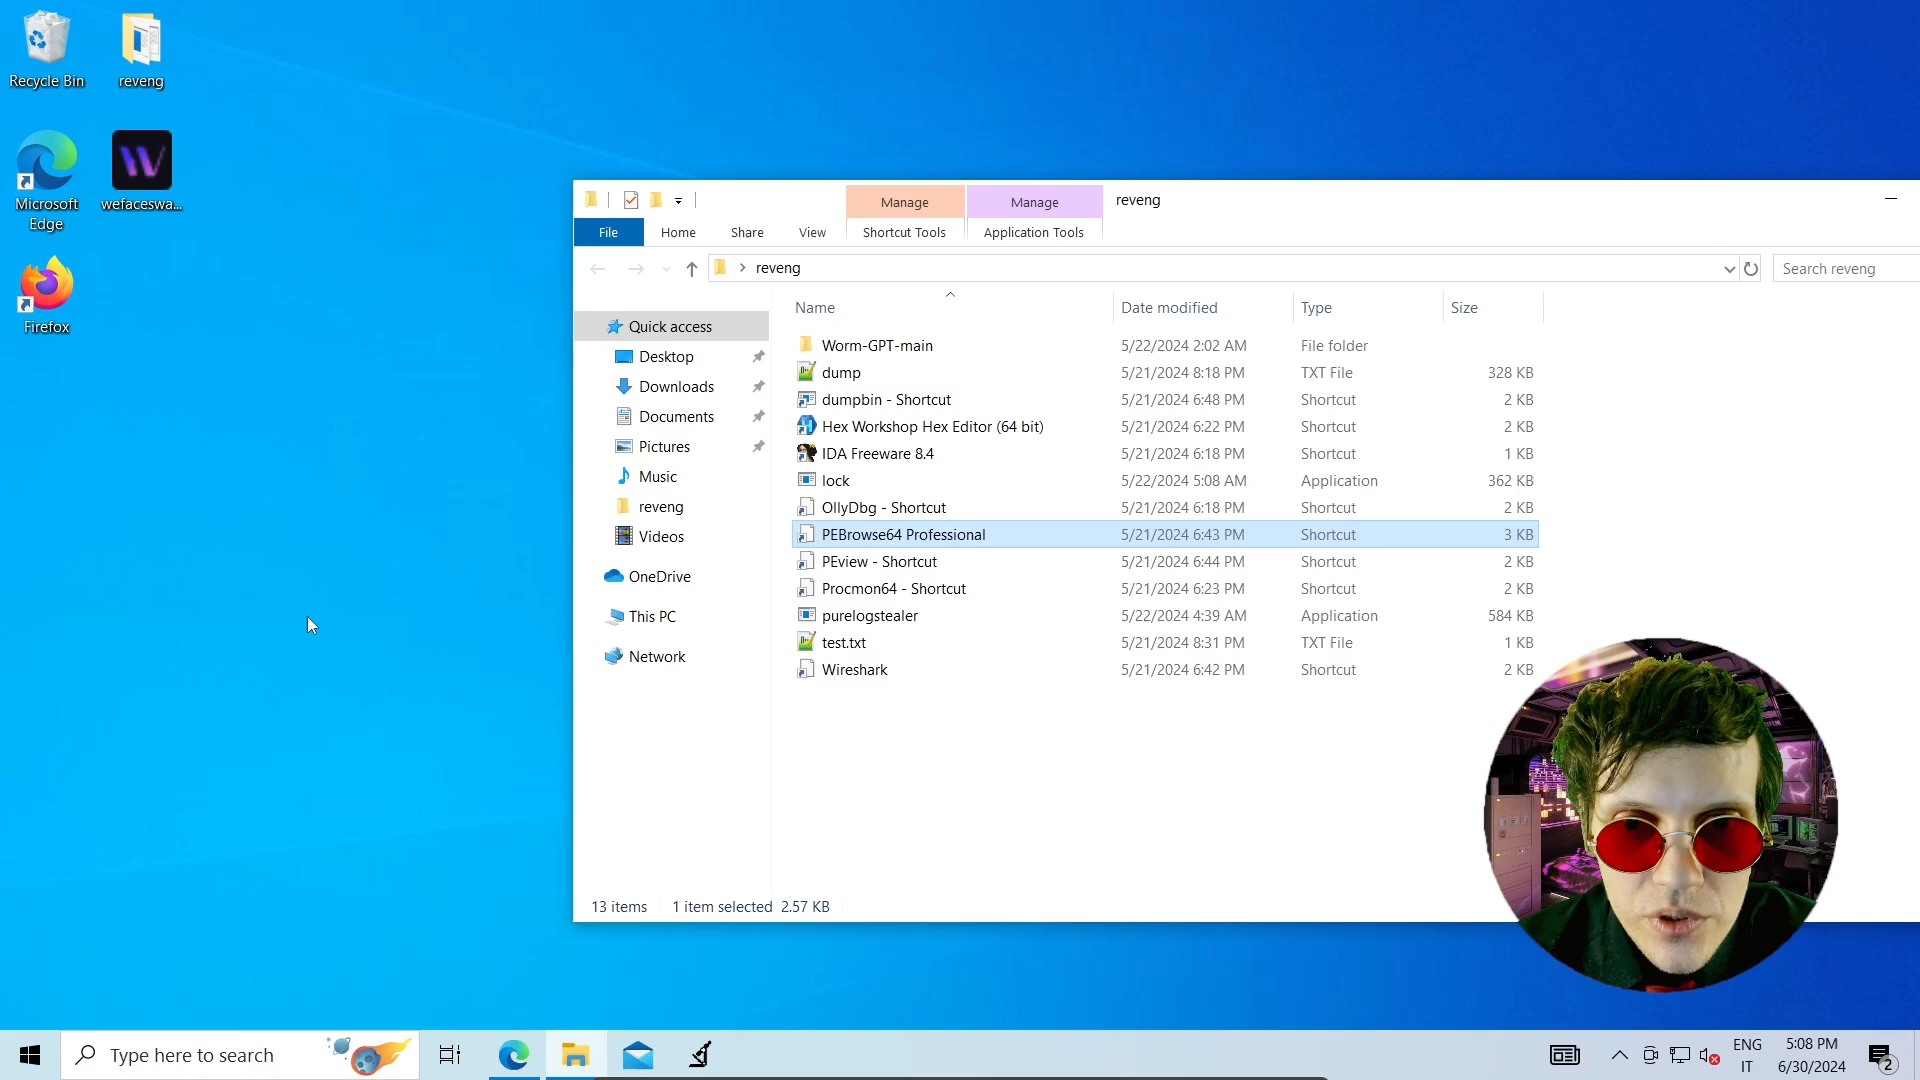 Recycle Bin
reveng
Microsoft
Edge
wefaceswa...
Firefox
Manage
Manage
reveng
File
Home
Share
View
Shortcut Tools
Application Tools
reveng
Search reveng
Name
Date modified
Type
Size
Quick access
Desktop
Downloads
Documents
Pictures
Music
reveng
Videos
OneDrive
This PC
Network
Worm-GPT-main 5/22/2024 2:02 AM File folder
dump 5/21/2024 8:18 PM TXT File 328 KB
dumpbin - Shortcut 5/21/2024 6:48 PM Shortcut 2 KB
Hex Workshop Hex Editor (64 bit) 5/21/2024 6:22 PM Shortcut 2 KB
IDA Freeware 8.4 5/21/2024 6:18 PM Shortcut 1 KB
lock 5/22/2024 5:08 AM Application 362 KB
OllyDbg - Shortcut 5/21/2024 6:18 PM Shortcut 2 KB
PEBrowse64 Professional 5/21/2024 6:43 PM Shortcut 3 KB
PEview - Shortcut 5/21/2024 6:44 PM Shortcut 2 KB
Procmon64 - Shortcut 5/21/2024 6:23 PM Shortcut 2 KB
purelogstealer 5/22/2024 4:39 AM Application 584 KB
test.txt 5/21/2024 8:31 PM TXT File 1 KB
Wireshark 5/21/2024 6:42 PM Shortcut 2 KB
13 items
1 item selected 2.57 KB
Type here to search
ENG
IT
5:08 PM
6/30/2024
2